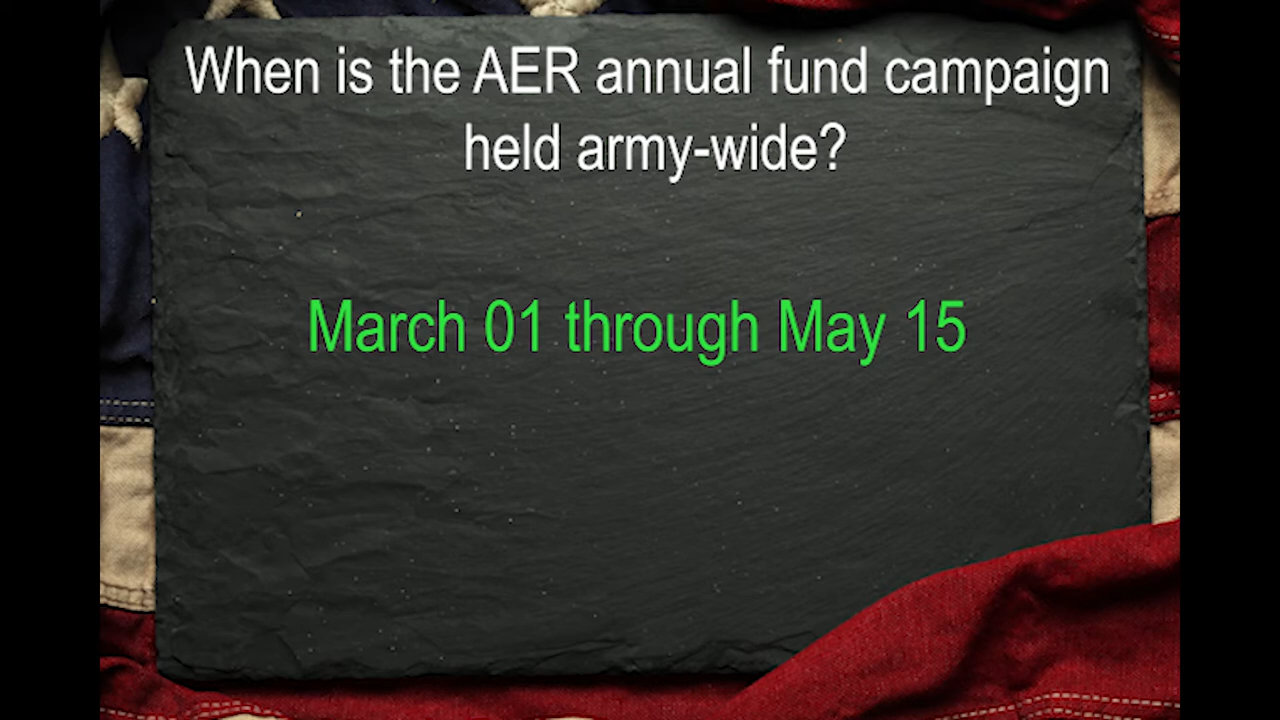 When is the AER annual fund campaign
held army-wide?
March 01 through May 15